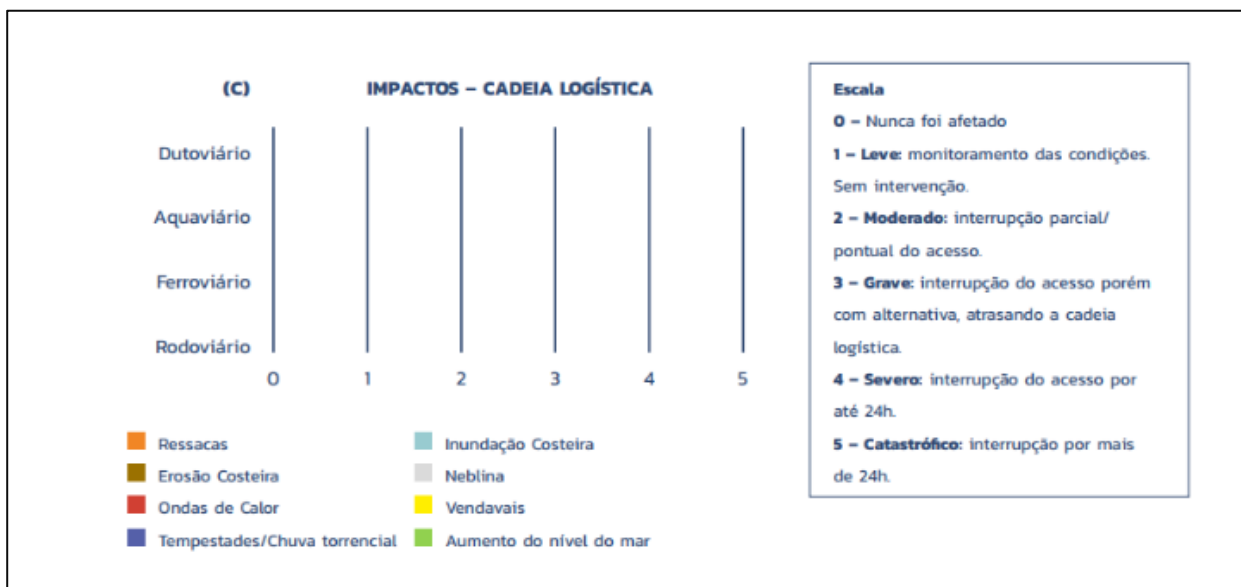 (C) IMPACTOS – CADEIA LOGÍSTICA
Dutoviário
Aquaviário
Ferroviário
Rodoviário
0 1 2 3 4 5
Ressacas
Erosão Costeira
Ondas de Calor
Tempestades/Chuva torrencial
Inundação Costeira
Neblina
Vendavais
Aumento do nível do mar
Escala
0 – Nunca foi afetado
1 – Leve: monitoramento das condições.
Sem intervenção.
2 – Moderado: interrupção parcial/
pontual do acesso.
3 – Grave: interrupção do acesso porém
com alternativa, atrasando a cadeia
logística.
4 – Severo: interrupção do acesso por
até 24h.
5 – Catastrófico: interrupção por mais
de 24h.